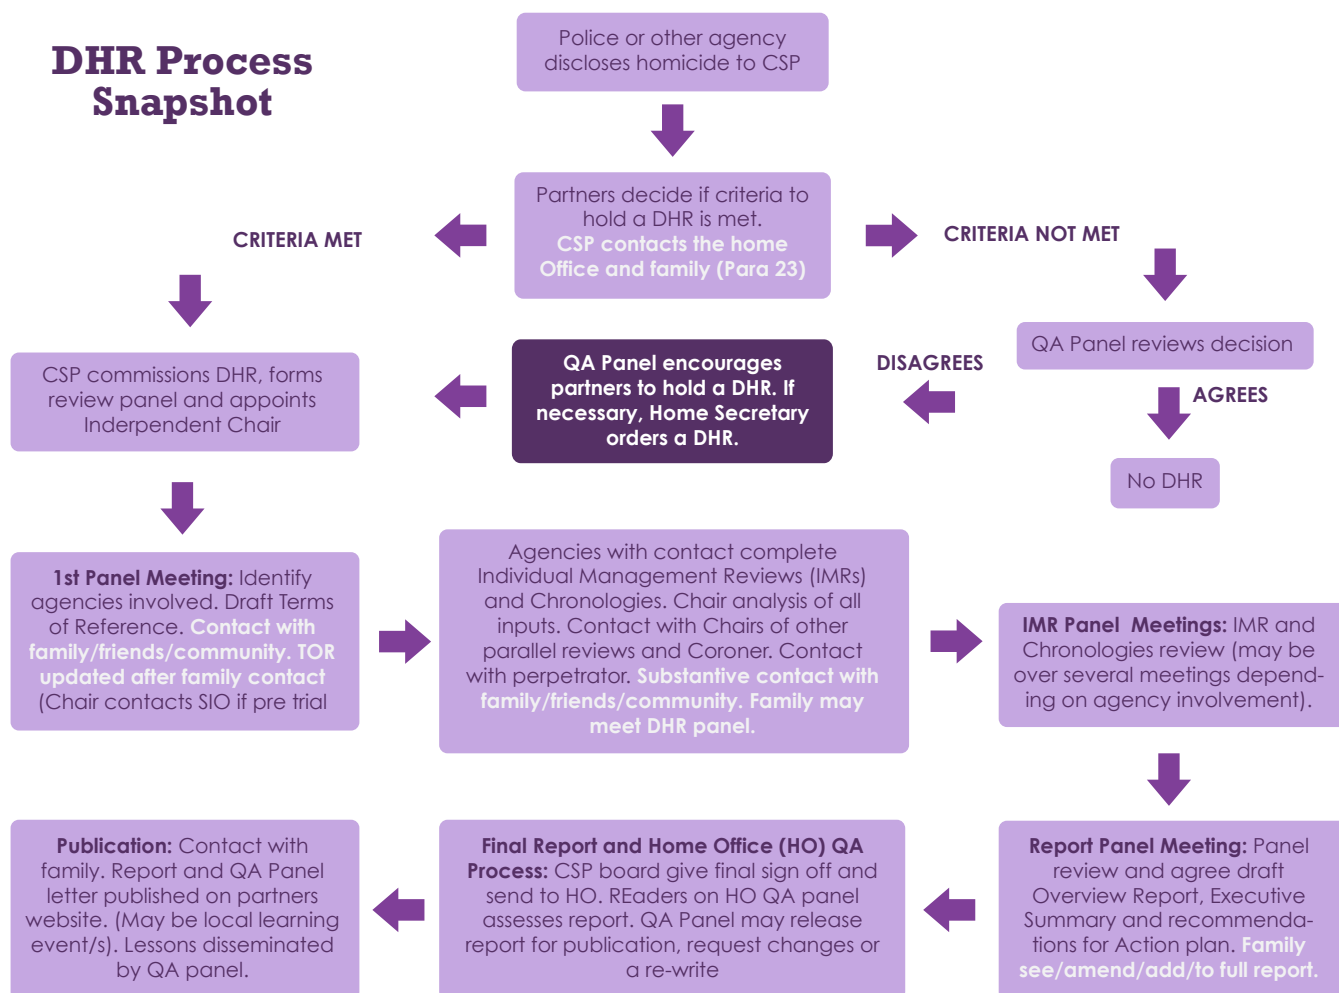 DHR Process
Snapshot
Police or other agency
discloses homicide to CSP
Partners decide if criteria to
hold a DHR is met.
CSP contacts the home
Office and family (Para 23)
CRITERIA MET
CRITERIA NOT MET
QA Panel reviews decision
DISAGREES
AGREES
No DHR
QA Panel encourages
partners to hold a DHR. If
necessary, Home Secretary
orders a DHR.
CSP commissions DHR, forms
review panel and appoints
Inderpendent Chair
1st Panel Meeting: Identify
agencies involved. Draft Terms
of Reference. Contact with
family/friends/community. TOR
updated after family contact
(Chair contacts SIO if pre trial
Agencies with contact complete
Individual Management Reviews (IMRs)
and Chronologies. Chair analysis of all
inputs. Contact with Chairs of other
parallel reviews and Coroner. Contact
with perpetrator. Substantive contact with
family/friends/community. Family may
meet DHR panel.
IMR Panel  Meetings: IMR and
Chronologies review (may be
over several meetings depend-
ing on agency involvement).
Report Panel Meeting: Panel
review and agree draft
Overview Report, Executive
Summary and recommenda-
tions for Action plan. Family
see/amend/add/to full report.
Final Report and Home Office (HO) QA
Process: CSP board give final sign off and
send to HO. REaders on HO QA panel
assesses report. QA Panel may release
report for publication, request changes or
a re-write
Publication: Contact with
family. Report and QA Panel
letter published on partners
website. (May be local learning
event/s). Lessons disseminated
by QA panel.